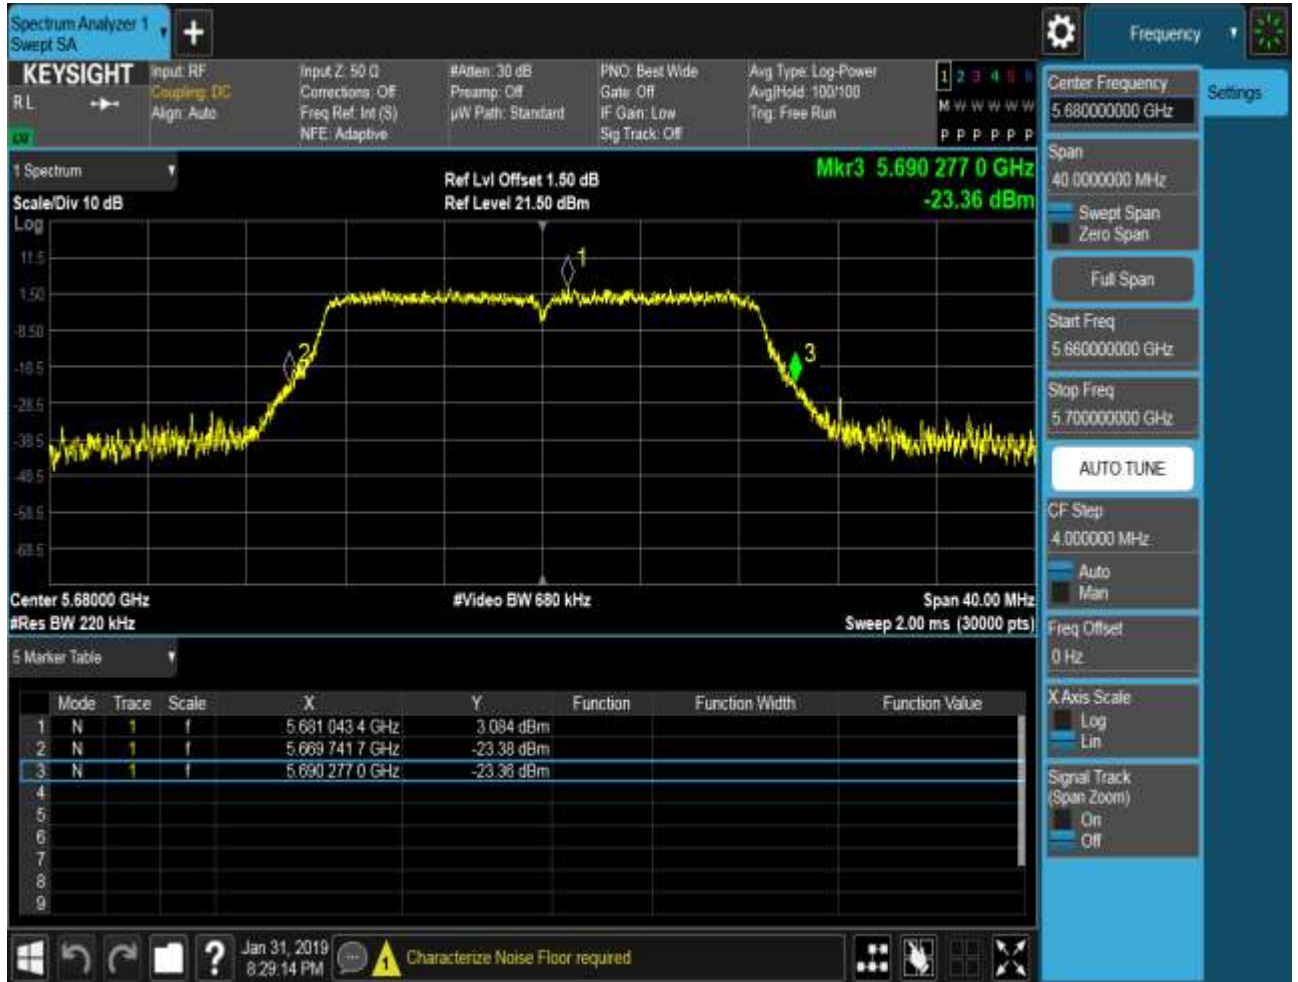 Spectrum Analyzer 1
Swept SA
+
Frequency
KEYSIGHT
RL
Input: RF
Coupling: DC
Align: Auto
Input Z: 50 Ω
Corrections: Off
Freq Ref: Int (S)
NFE: Adaptive
#Atten: 30 dB
Preamp: Off
µW Path: Standard
PNO: Best Wide
Gate: Off
IF Gain: Low
Sig Track: Off
Avg Type: Log-Power
Avg|Hold: 100/100
Trig: Free Run
1 2 3 4 5 6
M W W W W W
P P P P P P
1 Spectrum
Scale/Div 10 dB
Ref Lvl Offset 1.50 dB
Ref Level 21.50 dBm
Mkr3 5.690 277 0 GHz
-23.36 dBm
Log
11.5
1.50
-8.50
-18.5
-28.5
-38.5
-48.5
-58.5
-68.5
1
2
3
Center 5.68000 GHz
#Video BW 680 kHz
Span 40.00 MHz
#Res BW 220 kHz
Sweep 2.00 ms (30000 pts)
5 Marker Table
Mode Trace Scale X Y Function Function Width Function Value
1 N 1 f 5.681 043 4 GHz 3.084 dBm
2 N 1 f 5.669 741 7 GHz -23.38 dBm
3 N 1 f 5.690 277 0 GHz -23.36 dBm
4
5
6
7
8
9
Center Frequency
5.680000000 GHz
Settings
Span
40.0000000 MHz
Swept Span
Zero Span
Full Span
Start Freq
5.660000000 GHz
Stop Freq
5.700000000 GHz
AUTO TUNE
CF Step
4.000000 MHz
Auto
Man
Freq Offset
0 Hz
X Axis Scale
Log
Lin
Signal Track
(Span Zoom)
On
Off
?
Jan 31, 2019
8:29:14 PM
1
Characterize Noise Floor required